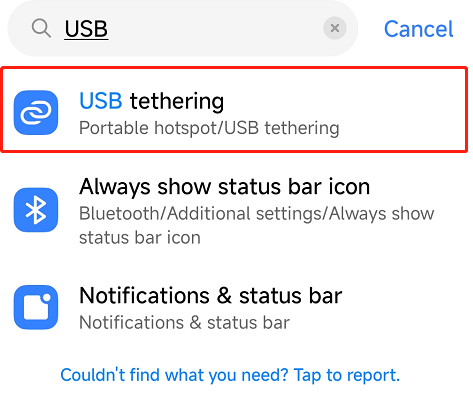 USB
Cancel
USB tethering
Portable hotspot/USB tethering
Always show status bar icon
Bluetooth/Additional settings/Always show
status bar icon
Notifications & status bar
Notifications & status bar
Couldn't find what you need? Tap to report.